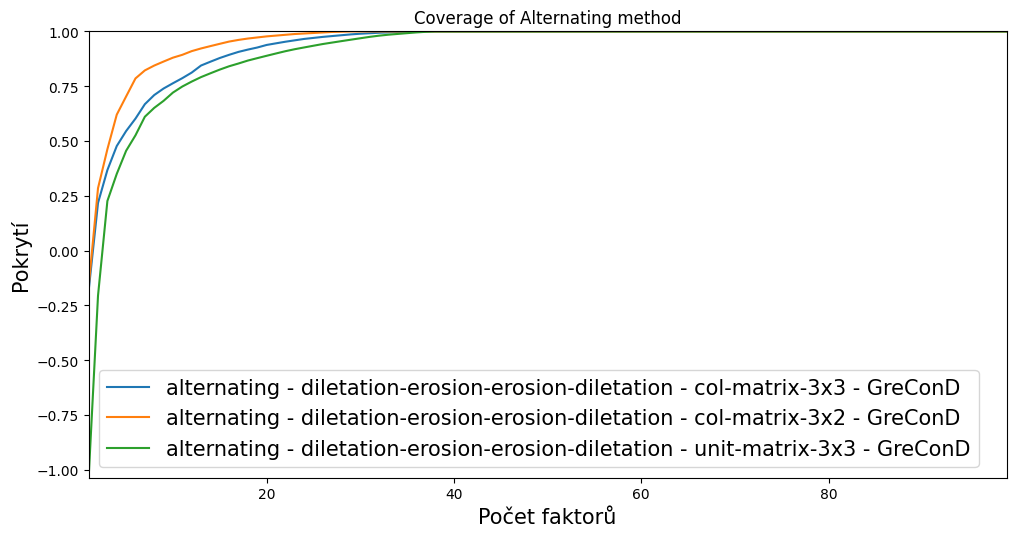 Coverage of Alternating method
1.00
0.75
0.50
0.25
0.00
−0.25
−0.50
−0.75
−1.00
Pokrytí
alternating - diletation-erosion-erosion-diletation - col-matrix-3x3 - GreConD
alternating - diletation-erosion-erosion-diletation - col-matrix-3x2 - GreConD
alternating - diletation-erosion-erosion-diletation - unit-matrix-3x3 - GreConD
20 40 60 80
Počet faktorů